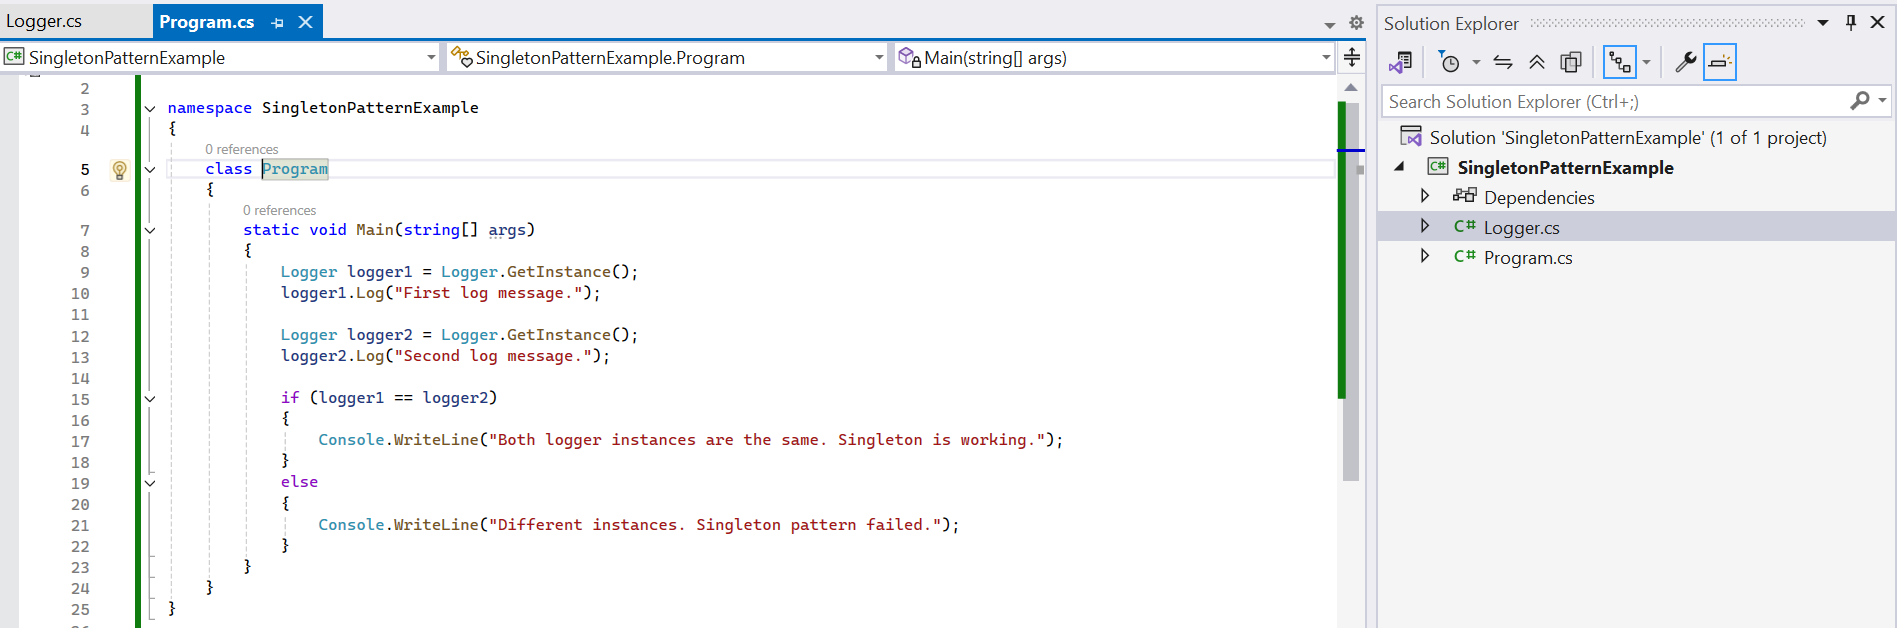 Logger.cs
Program.cs
SingletonPatternExample
SingletonPatternExample.Program
Main(string[] args)
2
3 namespace SingletonPatternExample
4 {
0 references
5 class Program
6 {
0 references
7 static void Main(string[] args)
8 {
9 Logger logger1 = Logger.GetInstance();
10 logger1.Log("First log message.");
11
12 Logger logger2 = Logger.GetInstance();
13 logger2.Log("Second log message.");
14
15 if (logger1 == logger2)
16 {
17 Console.WriteLine("Both logger instances are the same. Singleton is working.");
18 }
19 else
20 {
21 Console.WriteLine("Different instances. Singleton pattern failed.");
22 }
23 }
24 }
25 }
Solution Explorer
Search Solution Explorer (Ctrl+;)
Solution 'SingletonPatternExample' (1 of 1 project)
C# SingletonPatternExample
Dependencies
C# Logger.cs
C# Program.cs